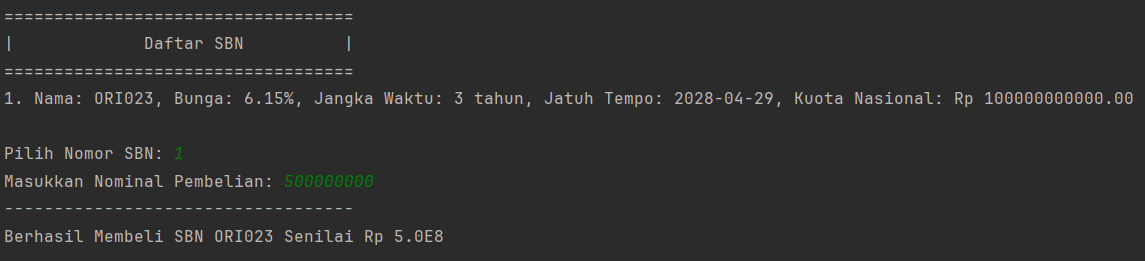 ===================================
|             Daftar SBN          |
===================================
1. Nama: ORI023, Bunga: 6.15%, Jangka Waktu: 3 tahun, Jatuh Tempo: 2028-04-29, Kuota Nasional: Rp 100000000000.00
Pilih Nomor SBN: 1
Masukkan Nominal Pembelian: 500000000
-----------------------------------
Berhasil Membeli SBN ORI023 Senilai Rp 5.0E8